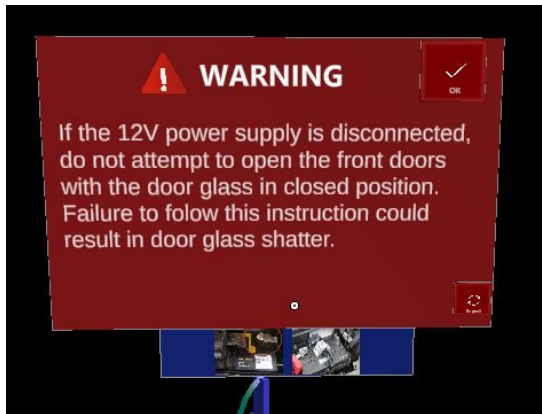 WARNING
OK
If the 12V power supply is disconnected,
do not attempt to open the front doors
with the door glass in closed position.
Failure to folow this instruction could
result in door glass shatter.